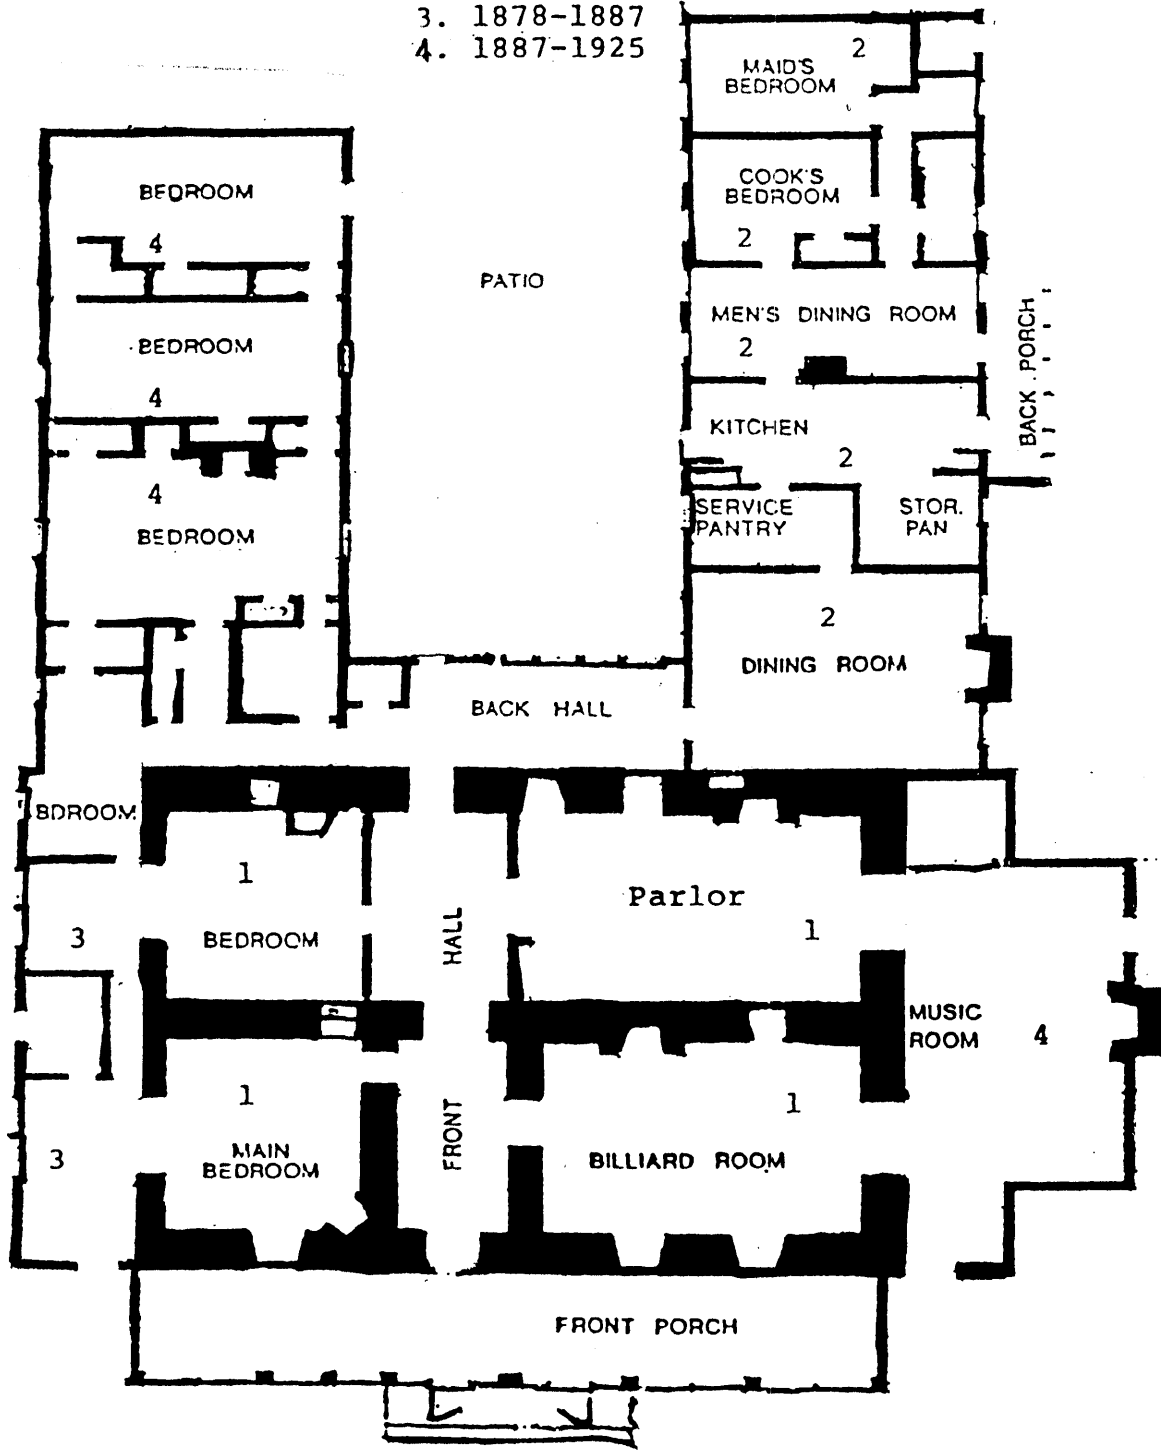 3. 1878-1887
4. 1887-1925
2
MAID'S
BEDROOM
COOK'S
BEDROOM
2
BEDROOM
4
PATIO
MEN'S DINING ROOM
2
BACK PORCH
BEDROOM
4
KITCHEN
2
4
BEDROOM
SERVICE
PANTRY
STOR.
PAN
2
DINING ROOM
BACK HALL
BDROOM
1
BEDROOM
3
HALL
Parlor
1
MUSIC
ROOM
4
1
MAIN
BEDROOM
3
FRONT
1
BILLIARD ROOM
FRONT PORCH